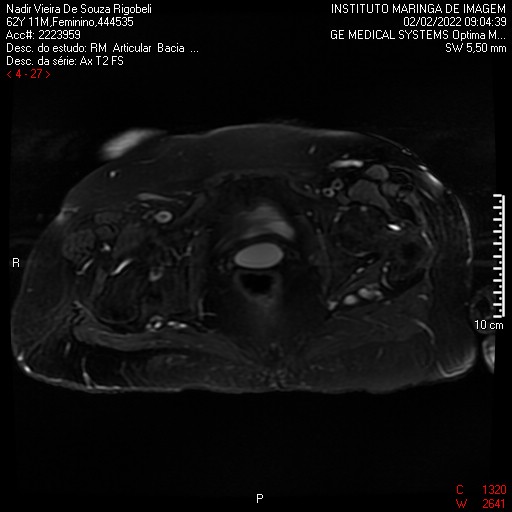 Nadir Vieira De Souza Rigobeli
62Y 11M,Feminino,444535
Acc#: 2223959
Desc. do estudo: RM Articular Bacia ...
Desc. da série: Ax T2 FS
< 4 - 27 >
INSTITUTO MARINGA DE IMAGEM
02/02/2022 09:04:39
GE MEDICAL SYSTEMS Optima M...
SW 5,50 mm
R
10 cm
P
C 1320
W 2641